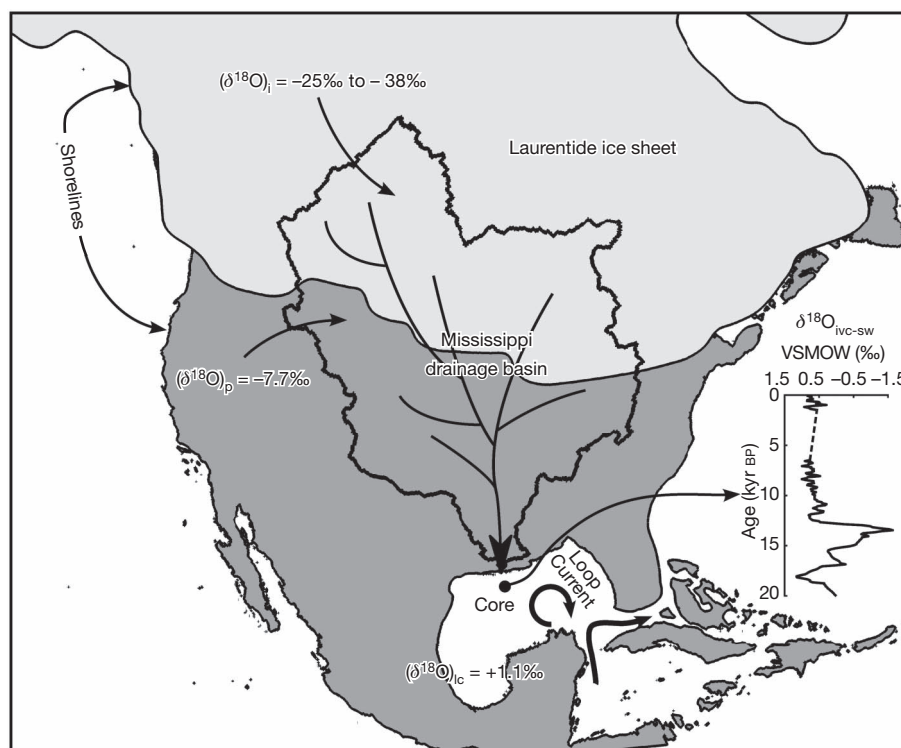 (δ¹⁸O)ᵢ = –25‰ to – 38‰
Laurentide ice sheet
Shorelines
δ¹⁸Oivc-sw
VSMOW (‰)
1.5 0.5 –0.5 –1.5
Mississippi
drainage basin
(δ¹⁸O)ₚ = –7.7‰
0
5
10
15
20
Age (kyr BP)
Loop
Current
Core
(δ¹⁸O)lc = +1.1‰